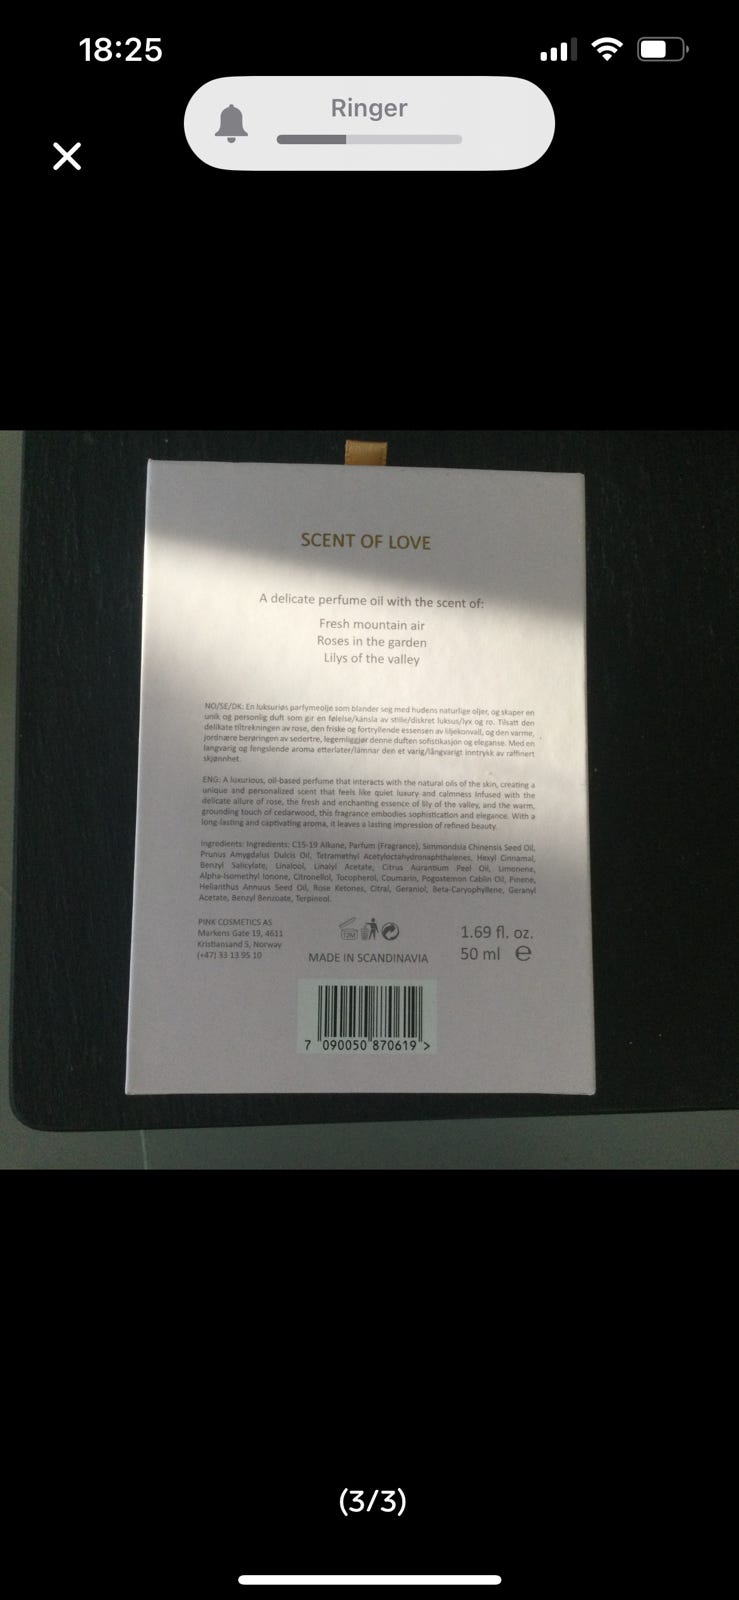 18:25
Ringer
SCENT OF LOVE
A delicate perfume oil with the scent of:
Fresh mountain air
Roses in the garden
Lilys of the valley
NO/SE/DK: En luksuriøs parfymeolje som blander seg med hudens naturlige oljer, og skaper en
unik og personlig duft som gir en følelse/känsla av stille/diskret luksus/lyx og ro. Tilsatt den
delikate tiltrekningen av rose, den friske og fortryllende essensen av liljekonvall, og den varme,
jordnære berøringen av sedertre, legemliggjør denne duften sofistikasjon og eleganse. Med en
langvarig og fengslende aroma etterlater/lämnar den et varig/långvarigt inntrykk av raffinert
skjønnhet.
ENG: A luxurious, oil-based perfume that interacts with the natural oils of the skin, creating a
unique and personalized scent that feels like quiet luxury and calmness Infused with the
delicate allure of rose, the fresh and enchanting essence of lily of the valley, and the warm,
grounding touch of cedarwood, this fragrance embodies sophistication and elegance. With a
long-lasting and captivating aroma, it leaves a lasting impression of refined beauty.
Ingredients: Ingredients: C15-19 Alkane, Parfum (Fragrance), Simmondsia Chinensis Seed Oil,
Prunus Amygdalus Dulcis Oil, Tetramethyl Acetyloctahydronaphthalenes, Hexyl Cinnamal,
Benzyl Salicylate, Linalool, Linalyl Acetate, Citrus Aurantium Peel Oil, Limonene,
Alpha-Isomethyl Ionone, Citronellol, Tocopherol, Coumarin, Pogostemon Cablin Oil, Pinene,
Helianthus Annuus Seed Oil, Rose Ketones, Citral, Geraniol, Beta-Caryophyllene, Geranyl
Acetate, Benzyl Benzoate, Terpineol.
PINK COSMETICS AS
Markens Gate 19, 4611
Kristiansand S, Norway
(+47) 33 13 95 10
12M
MADE IN SCANDINAVIA
1.69 fl. oz.
50 ml e
7 090050 870619 >
(3/3)